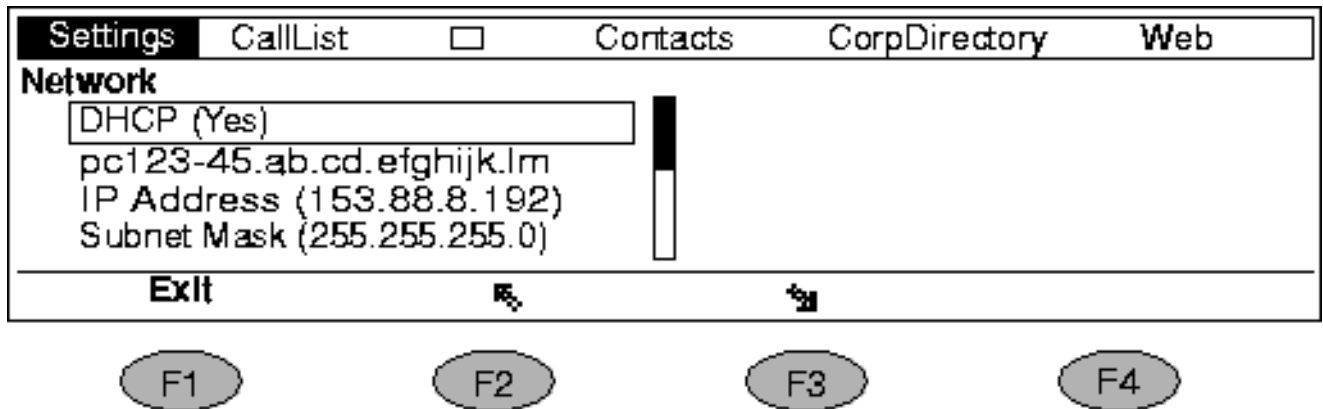 Settings CallList Contacts CorpDirectory Web
Network
DHCP (Yes)
pc123-45.ab.cd.efghijk.lm
IP Address (153.88.8.192)
Subnet Mask (255.255.255.0)
Exit
F1 F2 F3 F4